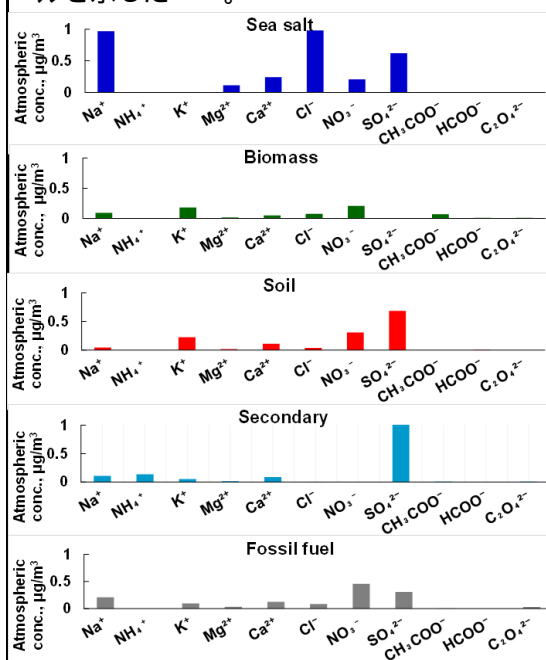 Sea salt
Atmospheric conc., µg/m³
1
0.5
0
Na⁺ NH₄⁺ K⁺ Mg²⁺ Ca²⁺ Cl⁻ NO₃⁻ SO₄²⁻ CH₃COO⁻ HCOO⁻ C₂O₄²⁻
Biomass
Atmospheric conc., µg/m³
1
0.5
0
Na⁺ NH₄⁺ K⁺ Mg²⁺ Ca²⁺ Cl⁻ NO₃⁻ SO₄²⁻ CH₃COO⁻ HCOO⁻ C₂O₄²⁻
Soil
Atmospheric conc., µg/m³
1
0.5
0
Na⁺ NH₄⁺ K⁺ Mg²⁺ Ca²⁺ Cl⁻ NO₃⁻ SO₄²⁻ CH₃COO⁻ HCOO⁻ C₂O₄²⁻
Secondary
Atmospheric conc., µg/m³
1
0.5
0
Na⁺ NH₄⁺ K⁺ Mg²⁺ Ca²⁺ Cl⁻ NO₃⁻ SO₄²⁻ CH₃COO⁻ HCOO⁻ C₂O₄²⁻
Fossil fuel
Atmospheric conc., µg/m³
1
0.5
0
Na⁺ NH₄⁺ K⁺ Mg²⁺ Ca²⁺ Cl⁻ NO₃⁻ SO₄²⁻ CH₃COO⁻ HCOO⁻ C₂O₄²⁻